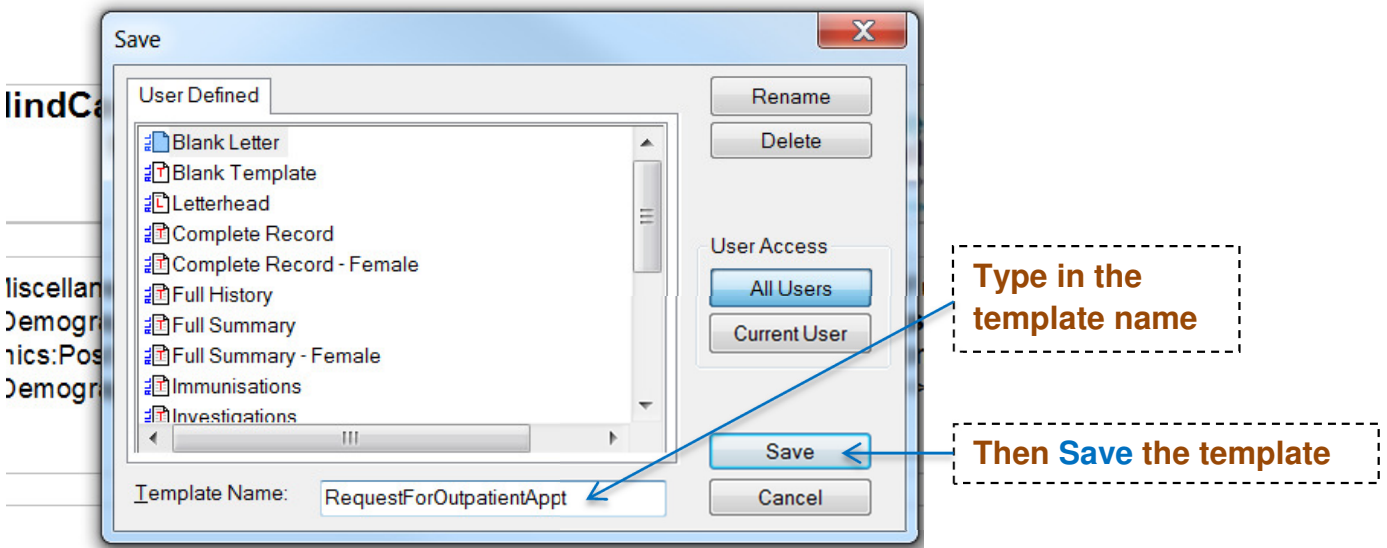 Save
User Defined
Rename
Delete
Blank Letter
Blank Template
Letterhead
Complete Record
Complete Record - Female
Full History
Full Summary
Full Summary - Female
Immunisations
Investigations
User Access
All Users
Current User
Save
Cancel
Template Name: RequestForOutpatientAppt
Type in the
template name
Then Save the template